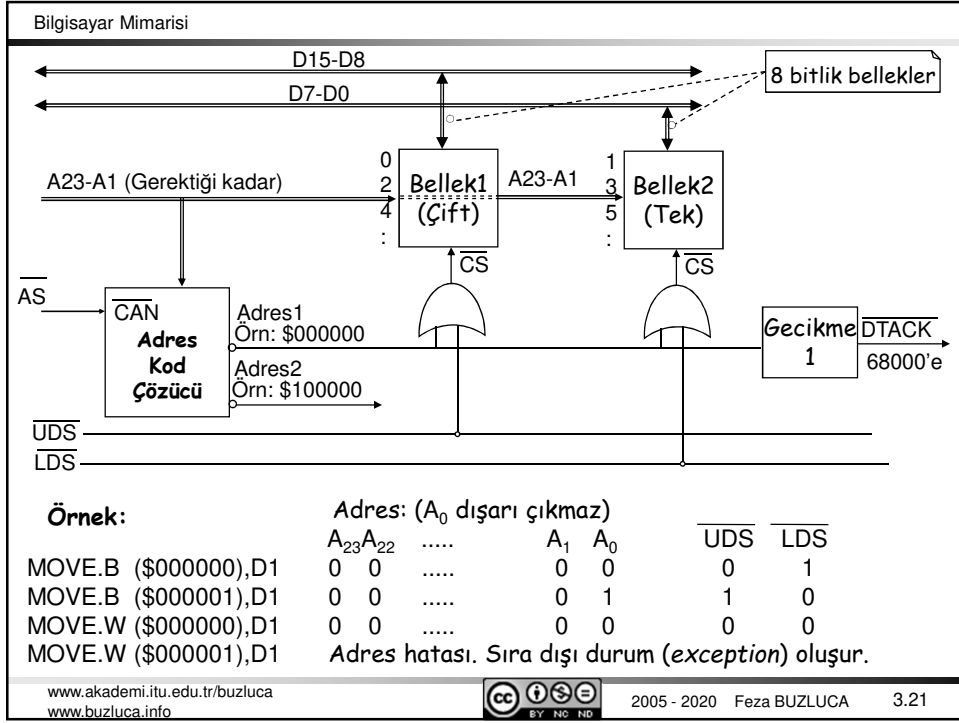 Bilgisayar Mimarisi
D15-D8
8 bitlik bellekler
D7-D0
A23-A1 (Gerektiği kadar)
0
2
4
:
Bellek1
(Çift)
A23-A1
1
3
5
:
Bellek2
(Tek)
CS
CS
AS
CAN
Adres
Kod
Çözücü
Adres1
Örn: $000000
Adres2
Örn: $100000
Gecikme
1
DTACK
68000'e
UDS
LDS
Örnek:
Adres: (A0 dışarı çıkmaz)
A23A22 ..... A1 A0 UDS LDS
MOVE.B ($000000),D1 0 0 ..... 0 0 0 1
MOVE.B ($000001),D1 0 0 ..... 0 1 1 0
MOVE.W ($000000),D1 0 0 ..... 0 0 0 0
MOVE.W ($000001),D1 Adres hatası. Sıra dışı durum (exception) oluşur.
www.akademi.itu.edu.tr/buzluca
www.buzluca.info
cc BY NC ND
2005 - 2020 Feza BUZLUCA 3.21